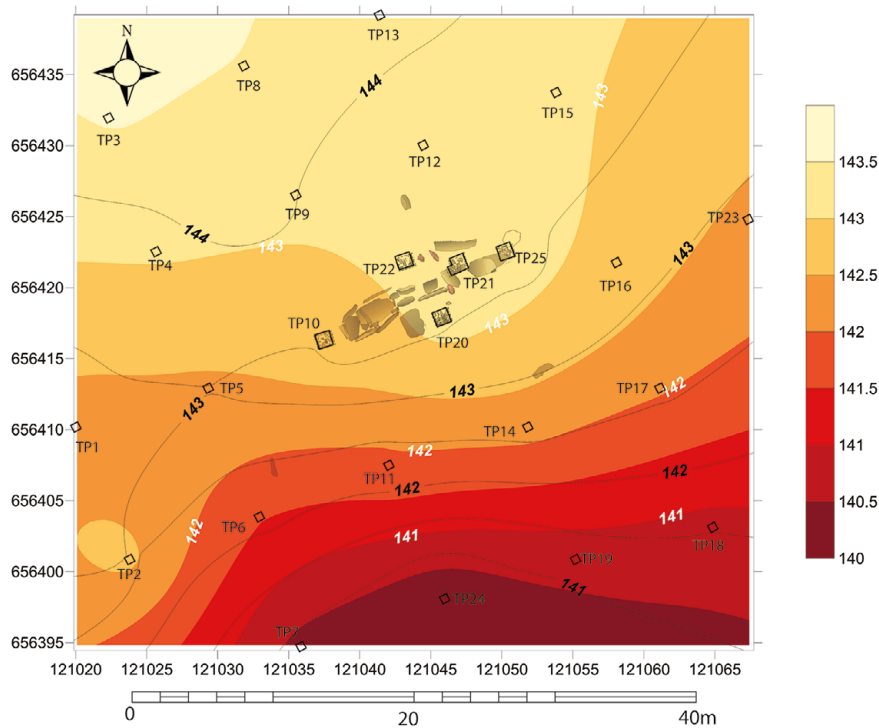 N
TP13
656435
TP8
144
TP15
143
143.5
TP3
656430
TP12
143
656425
TP9
TP23
142.5
144
143
143
TP4
TP22
TP25
TP21
TP16
656420
142
TP10
143
TP20
656415
141.5
143
TP5
TP17
142
143
656410
TP1
TP14
141
142
TP11
142
656405
142
141
140.5
142
TP6
141
TP18
656400
TP2
TP19
140
141
TP24
656395
TP7
121020
121025
121030
121035
121040
121045
121050
121055
121060
121065
0
20
40m